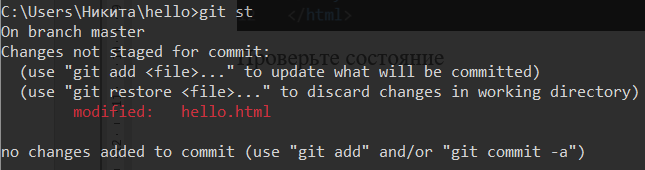 </html>
C:\Users\Никита\hello>git st
On branch master
Changes not staged for commit:
Проверьте состояние
(use "git add <file>..." to update what will be committed)
(use "git restore <file>..." to discard changes in working directory)
modified: hello.html
no changes added to commit (use "git add" and/or "git commit -a")